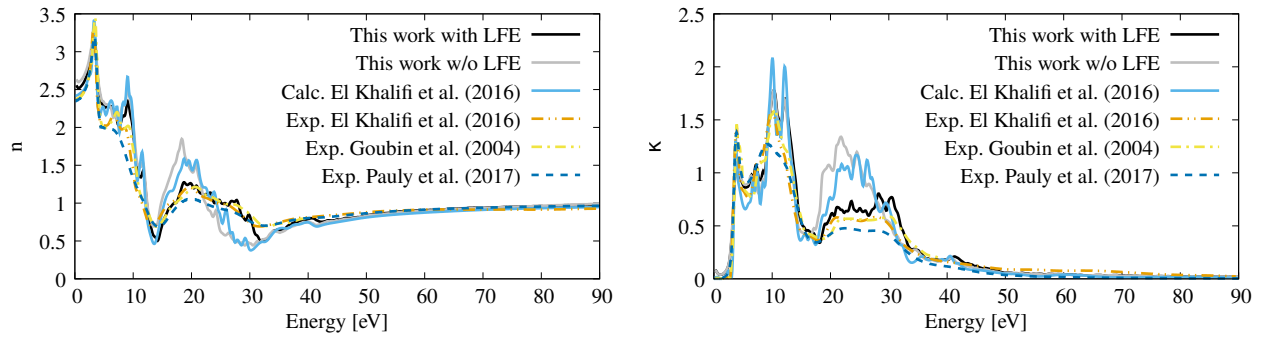 3.5
3
2.5
2
1.5
1
0.5
0
n
0 10 20 30 40 50 60 70 80 90
Energy [eV]
This work with LFE
This work w/o LFE
Calc. El Khalifi et al. (2016)
Exp. El Khalifi et al. (2016)
Exp. Goubin et al. (2004)
Exp. Pauly et al. (2017)
2.5
2
1.5
1
0.5
0
κ
0 10 20 30 40 50 60 70 80 90
Energy [eV]
This work with LFE
This work w/o LFE
Calc. El Khalifi et al. (2016)
Exp. El Khalifi et al. (2016)
Exp. Goubin et al. (2004)
Exp. Pauly et al. (2017)